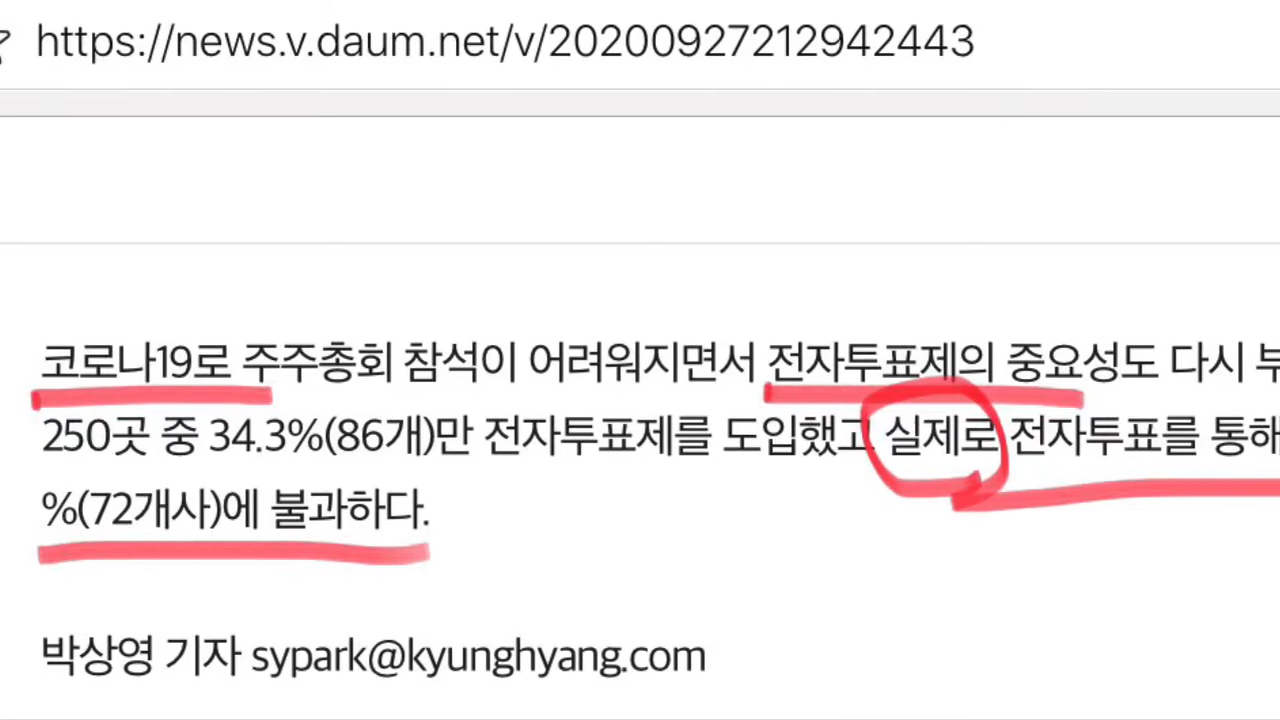 https://news.v.daum.net/v/20200927212942443
코로나19로 주주총회 참석이 어려워지면서 전자투표제의 중요성도 다시
250곳 중 34.3%(86개)만 전자투표제를 도입했고 실제로 전자투표를 통해
%(72개사)에 불과하다.
박상영 기자 sypark@kyunghyang.com